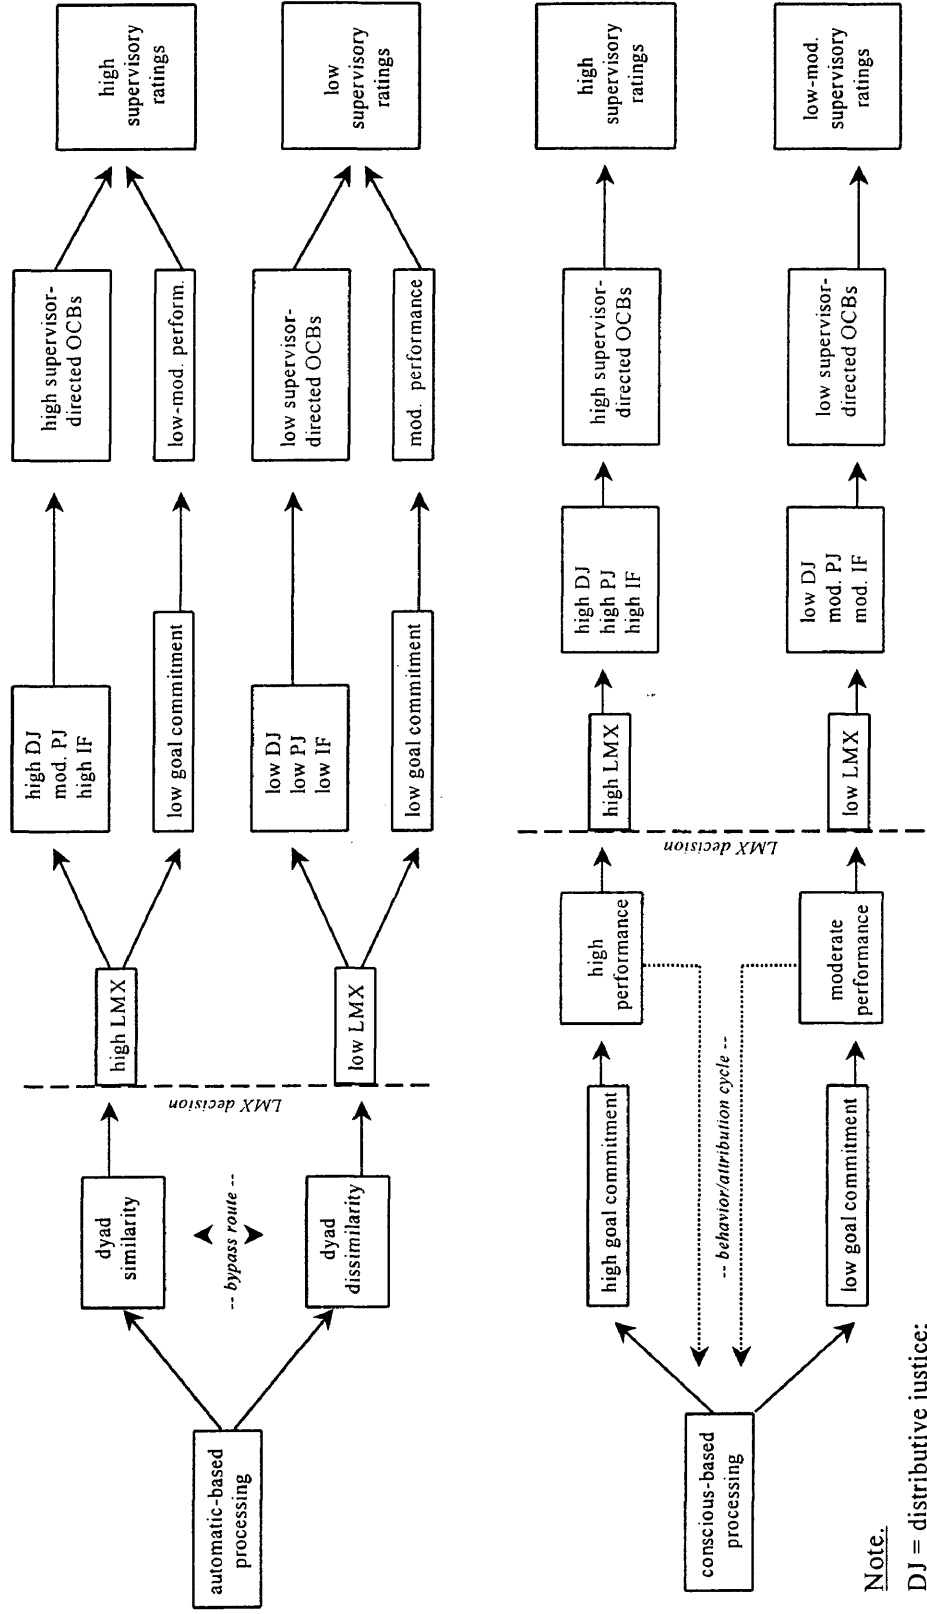 automatic-based
processing
dyad
similarity
-- bypass route --
dyad
dissimilarity
LMX decision
high LMX
low LMX
high DJ
mod. PJ
high IF
low goal commitment
low DJ
low PJ
low IF
low goal commitment
high supervisor-
directed OCBs
low-mod. perform.
low supervisor-
directed OCBs
mod. performance
high
supervisory
ratings
low
supervisory
ratings
conscious-based
processing
high goal commitment
-- behavior/attribution cycle --
low goal commitment
high
performance
moderate
performance
LMX decision
high LMX
low LMX
high DJ
high PJ
high IF
low DJ
mod. PJ
mod. IF
high supervisor-
directed OCBs
low supervisor-
directed OCBs
high
supervisory
ratings
low-mod.
supervisory
ratings
Note.
DJ = distributive justice;